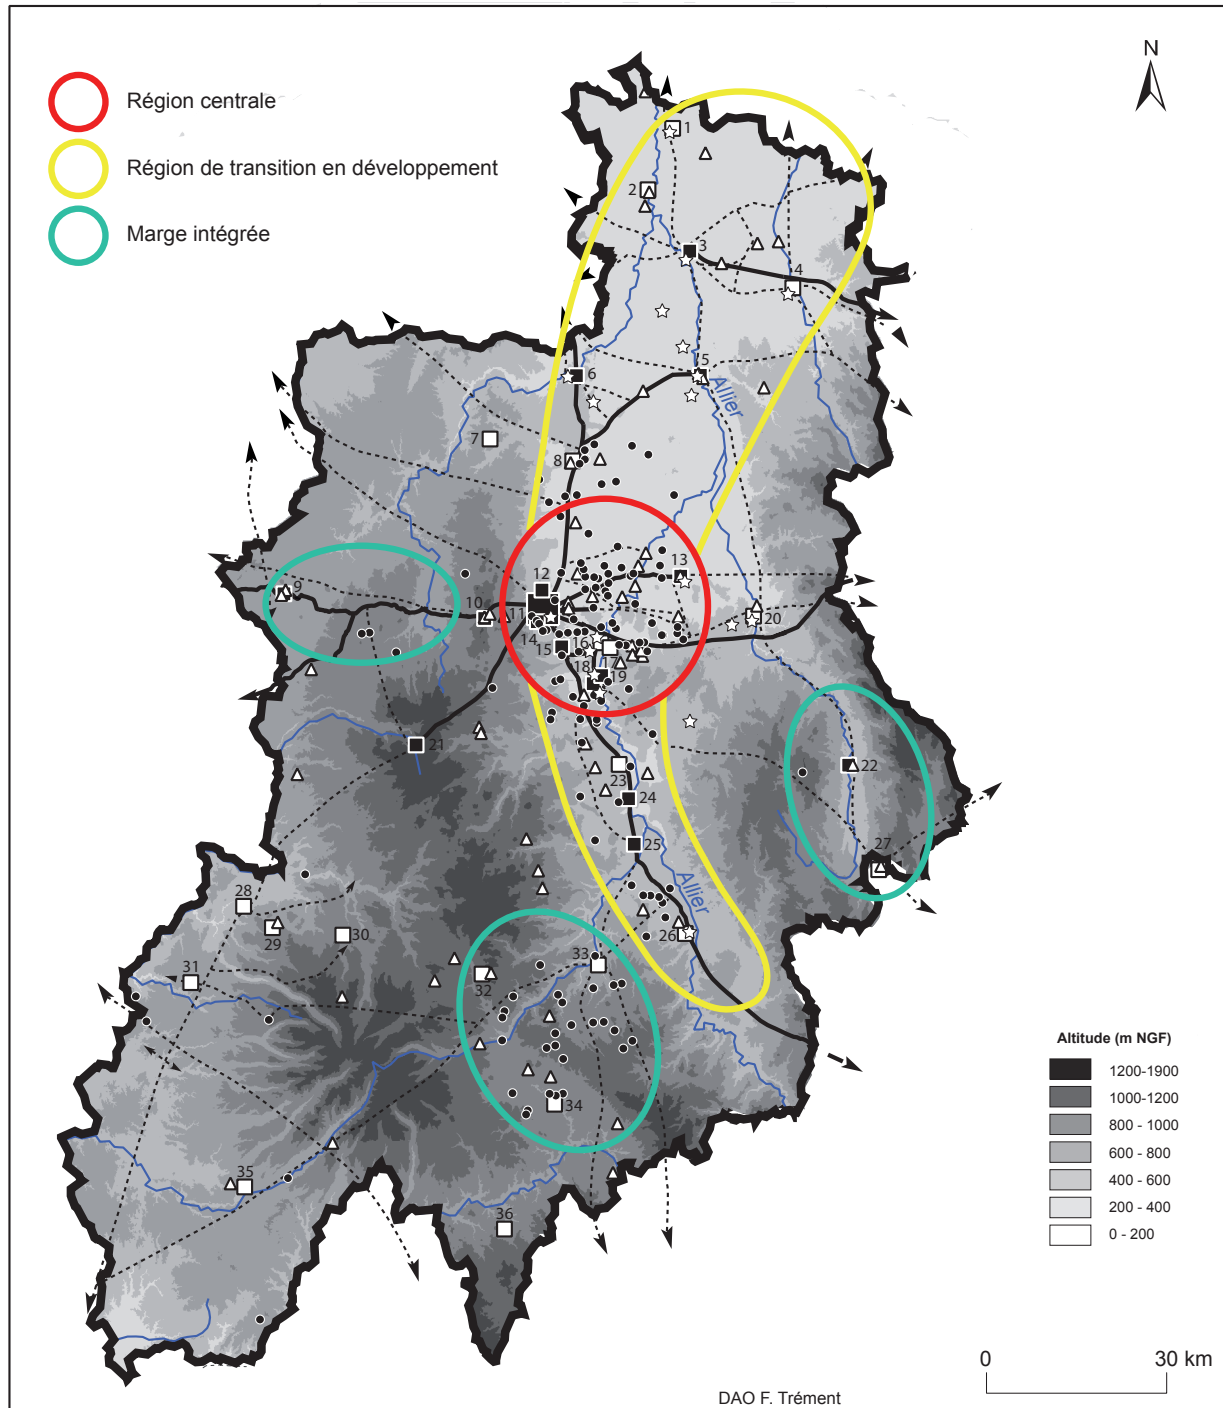 N
Région centrale
Région de transition en développement
Marge intégrée
1
2
3
4
5
6
Allier
7
8
9
10
11
12
13
14
15
16
17
18
19
20
21
22
23
24
25
26
Allier
27
28
29
30
31
32
33
34
35
36
Altitude (m NGF)
1200-1900
1000-1200
800 - 1000
600 - 800
400 - 600
200 - 400
0 - 200
0 30 km
DAO F. Trément